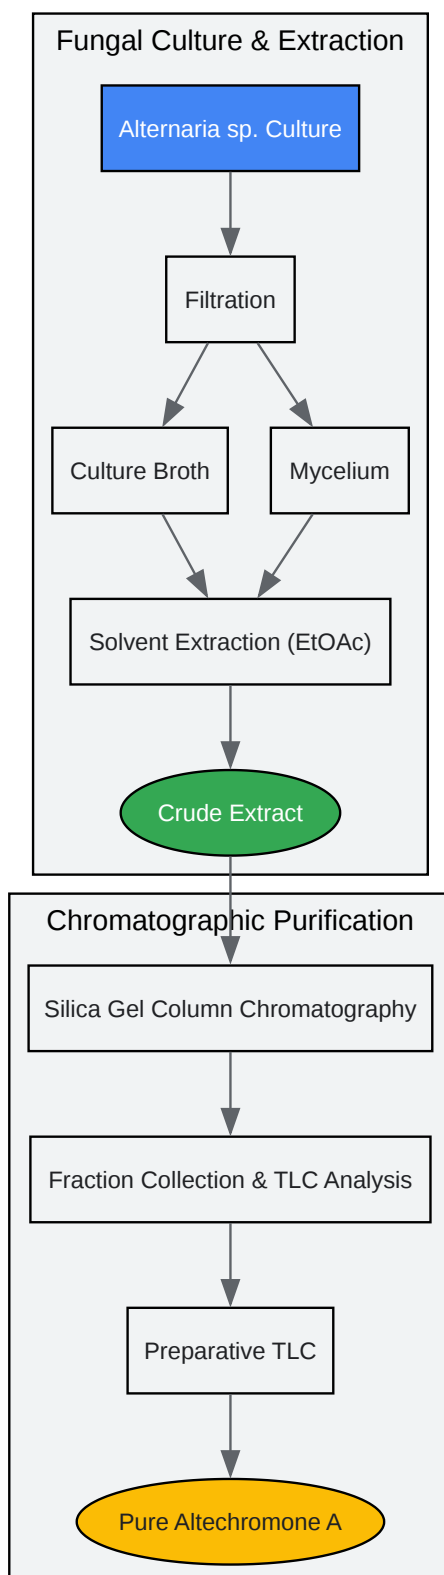 Fungal Culture & Extraction
Alternaria sp. Culture
Filtration
Culture Broth
Mycelium
Solvent Extraction (EtOAc)
Crude Extract
Chromatographic Purification
Silica Gel Column Chromatography
Fraction Collection & TLC Analysis
Preparative TLC
Pure Altechromone A